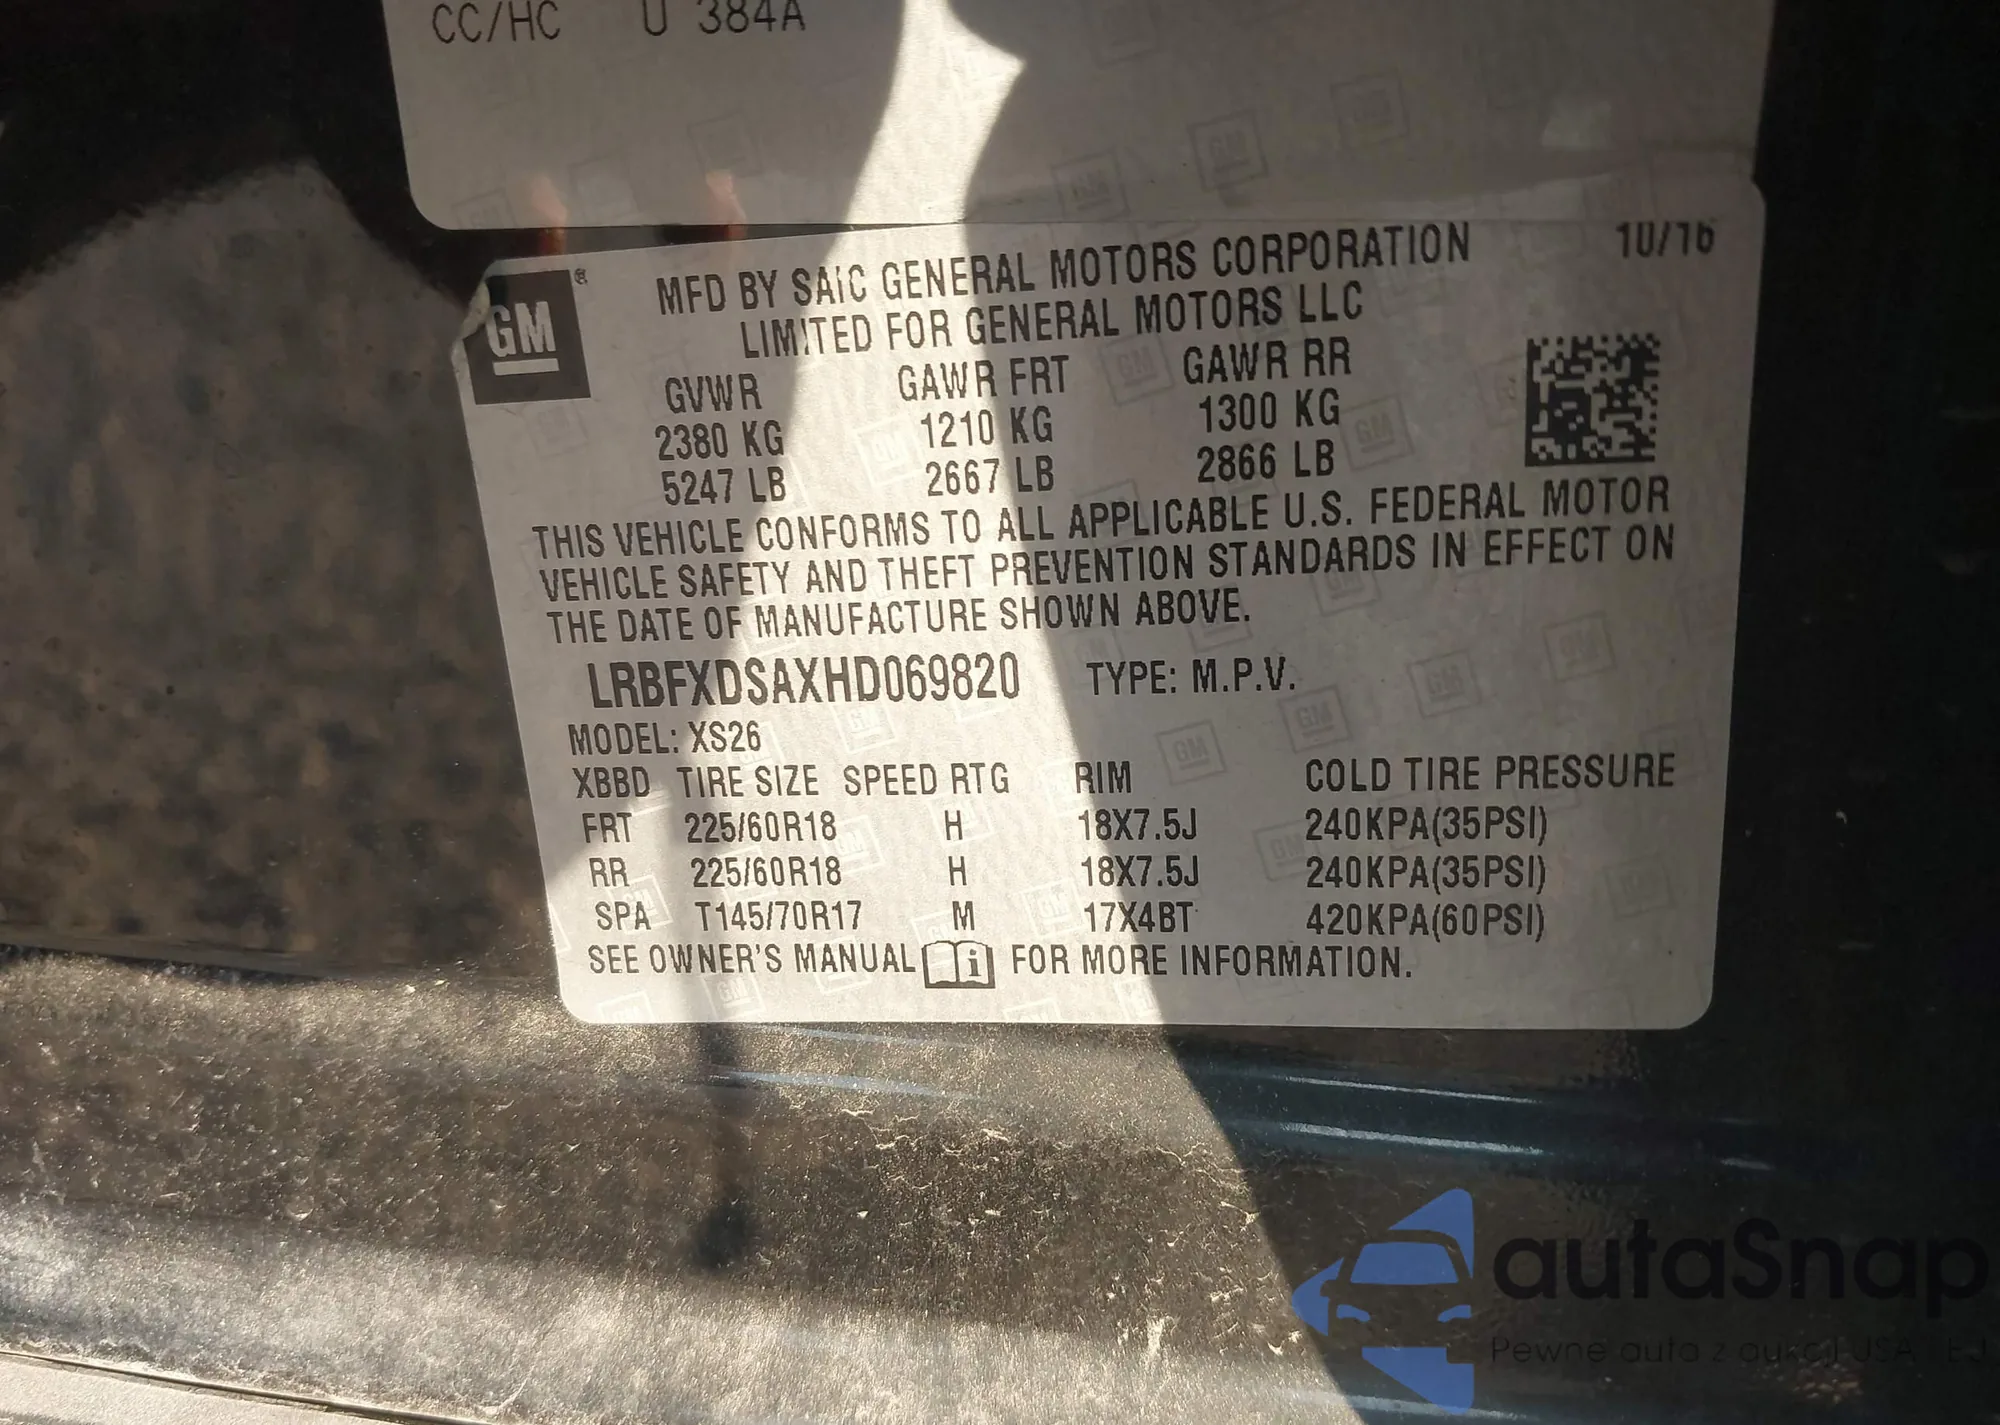 CC/HC U 384A
GM®
MFD BY SAIC GENERAL MOTORS CORPORATION 10/16
LIMITED FOR GENERAL MOTORS LLC
GVWR GAWR FRT GAWR RR
2380 KG 1210 KG 1300 KG
5247 LB 2667 LB 2866 LB
THIS VEHICLE CONFORMS TO ALL APPLICABLE U.S. FEDERAL MOTOR
VEHICLE SAFETY AND THEFT PREVENTION STANDARDS IN EFFECT ON
THE DATE OF MANUFACTURE SHOWN ABOVE.
LRBFXDSAXHD069820 TYPE: M.P.V.
MODEL: XS26
XBBD TIRE SIZE SPEED RTG RIM COLD TIRE PRESSURE
FRT 225/60R18 H 18X7.5J 240KPA(35PSI)
RR 225/60R18 H 18X7.5J 240KPA(35PSI)
SPA T145/70R17 M 17X4BT 420KPA(60PSI)
SEE OWNER'S MANUAL i FOR MORE INFORMATION.
autaSnap
Pewne auta z aukcji USA